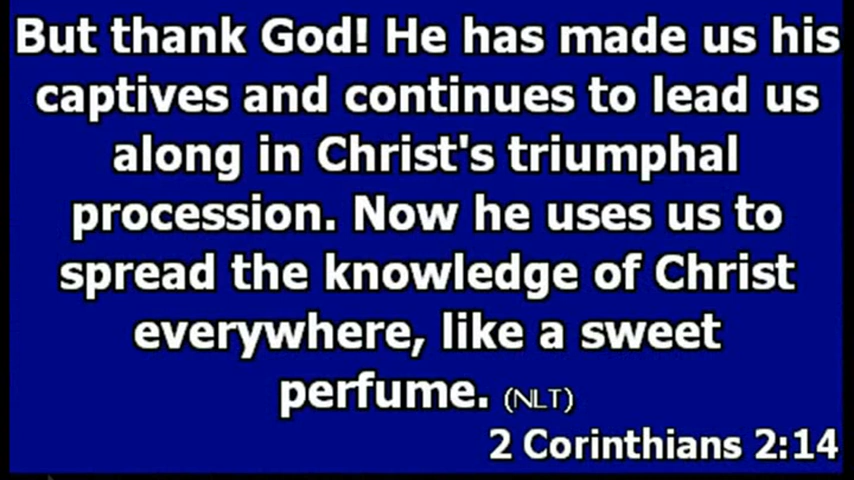 But thank God! He has made us his
captives and continues to lead us
along in Christ's triumphal
procession. Now he uses us to
spread the knowledge of Christ
everywhere, like a sweet
perfume. (NLT)
2 Corinthians 2:14